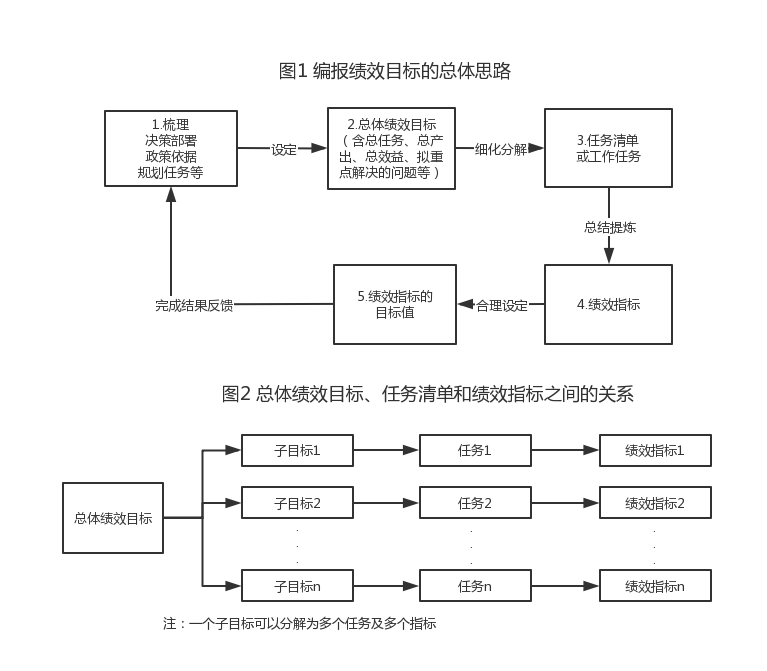 图1 编报绩效目标的总体思路
1.梳理
决策部署
政策依据
规划任务等
设定
2.总体绩效目标
（含总任务、总产
出、总效益、拟重
点解决的问题等）
细化分解
3.任务清单
或工作任务
总结提炼
4.绩效指标
合理设定
5.绩效指标的
目标值
完成结果反馈
图2 总体绩效目标、任务清单和绩效指标之间的关系
总体绩效目标
子目标1
任务1
绩效指标1
子目标2
任务2
绩效指标2
子目标n
任务n
绩效指标n
注：一个子目标可以分解为多个任务及多个指标